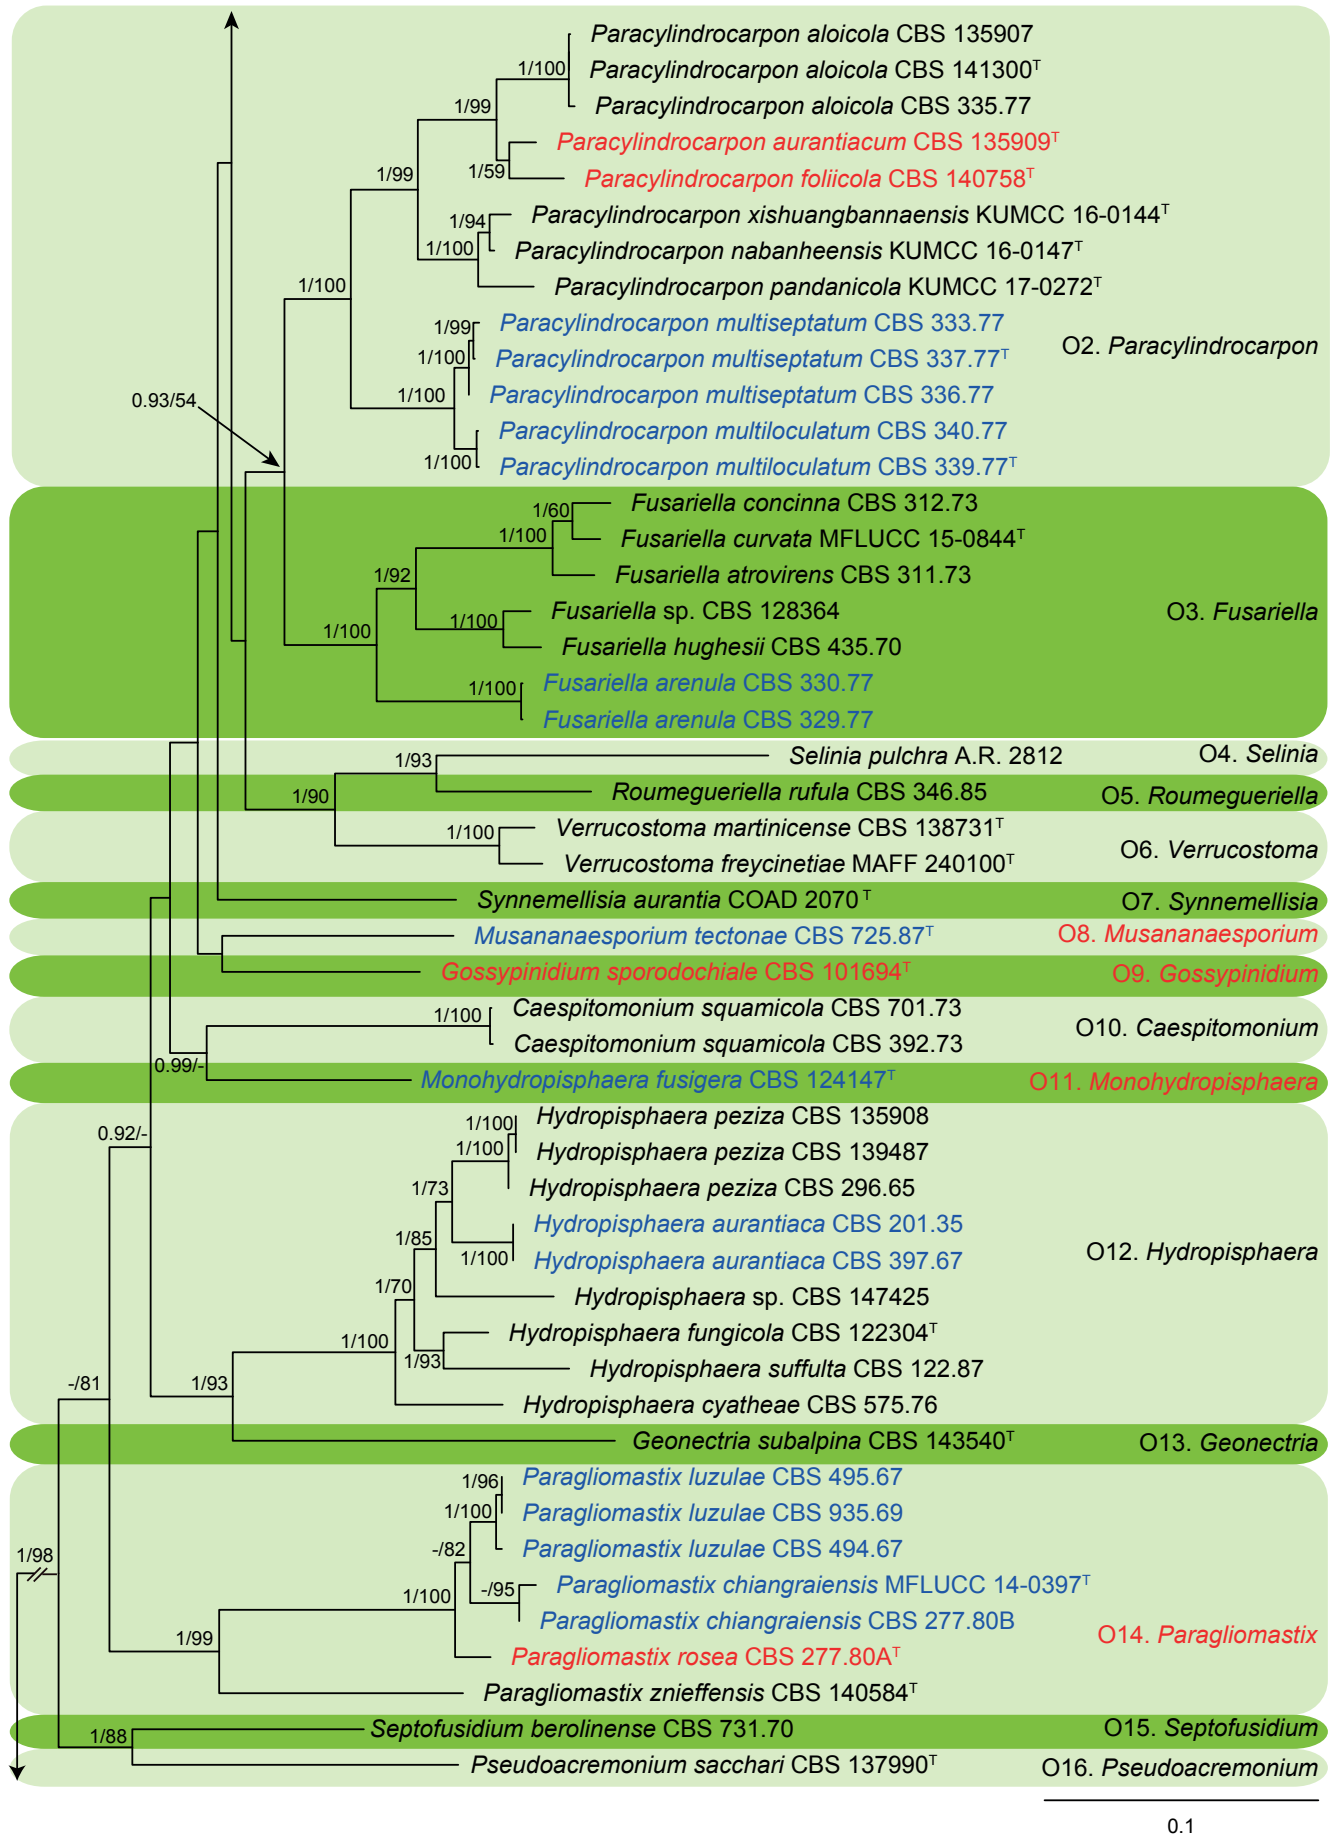 Paracylindrocarpon aloicola CBS 135907
1/100
Paracylindrocarpon aloicola CBS 141300ᵀ
1/99
Paracylindrocarpon aloicola CBS 335.77
Paracylindrocarpon aurantiacum CBS 135909ᵀ
1/99
1/59
Paracylindrocarpon foliicola CBS 140758ᵀ
1/94
Paracylindrocarpon xishuangbannaensis KUMCC 16-0144ᵀ
1/100
Paracylindrocarpon nabanheensis KUMCC 16-0147ᵀ
1/100
Paracylindrocarpon pandanicola KUMCC 17-0272ᵀ
1/99
Paracylindrocarpon multiseptatum CBS 333.77
1/100
Paracylindrocarpon multiseptatum CBS 337.77ᵀ
O2. Paracylindrocarpon
0.93/54
1/100
Paracylindrocarpon multiseptatum CBS 336.77
Paracylindrocarpon multiloculatum CBS 340.77
1/100
Paracylindrocarpon multiloculatum CBS 339.77ᵀ
1/60
Fusariella concinna CBS 312.73
1/100
Fusariella curvata MFLUCC 15-0844ᵀ
1/92
Fusariella atrovirens CBS 311.73
1/100
1/100
Fusariella sp. CBS 128364
O3. Fusariella
Fusariella hughesii CBS 435.70
1/100
Fusariella arenula CBS 330.77
Fusariella arenula CBS 329.77
1/93
Selinia pulchra A.R. 2812
O4. Selinia
1/90
Roumegueriella rufula CBS 346.85
O5. Roumegueriella
1/100
Verrucostoma martinicense CBS 138731ᵀ
O6. Verrucostoma
Verrucostoma freycinetiae MAFF 240100ᵀ
Synnemellisia aurantia COAD 2070ᵀ
O7. Synnemellisia
Musananaesporium tectonae CBS 725.87ᵀ
O8. Musananaesporium
Gossypinidium sporodochiale CBS 101694ᵀ
O9. Gossypinidium
1/100
Caespitomonium squamicola CBS 701.73
O10. Caespitomonium
Caespitomonium squamicola CBS 392.73
0.99/-
Monohydropisphaera fusigera CBS 124147ᵀ
O11. Monohydropisphaera
0.92/-
1/100
Hydropisphaera peziza CBS 135908
1/100
Hydropisphaera peziza CBS 139487
1/73
Hydropisphaera peziza CBS 296.65
1/85
Hydropisphaera aurantiaca CBS 201.35
1/100
Hydropisphaera aurantiaca CBS 397.67
O12. Hydropisphaera
1/70
Hydropisphaera sp. CBS 147425
1/100
Hydropisphaera fungicola CBS 122304ᵀ
1/93
Hydropisphaera suffulta CBS 122.87
-/81
1/93
Hydropisphaera cyatheae CBS 575.76
Geonectria subalpina CBS 143540ᵀ
O13. Geonectria
1/96
Paragliomastix luzulae CBS 495.67
1/100
Paragliomastix luzulae CBS 935.69
1/98
-/82
Paragliomastix luzulae CBS 494.67
1/100
-/95
Paragliomastix chiangraiensis MFLUCC 14-0397ᵀ
Paragliomastix chiangraiensis CBS 277.80B
O14. Paragliomastix
1/99
Paragliomastix rosea CBS 277.80Aᵀ
Paragliomastix znieffensis CBS 140584ᵀ
1/88
Septofusidium berolinense CBS 731.70
O15. Septofusidium
Pseudoacremonium sacchari CBS 137990ᵀ
O16. Pseudoacremonium
0.1